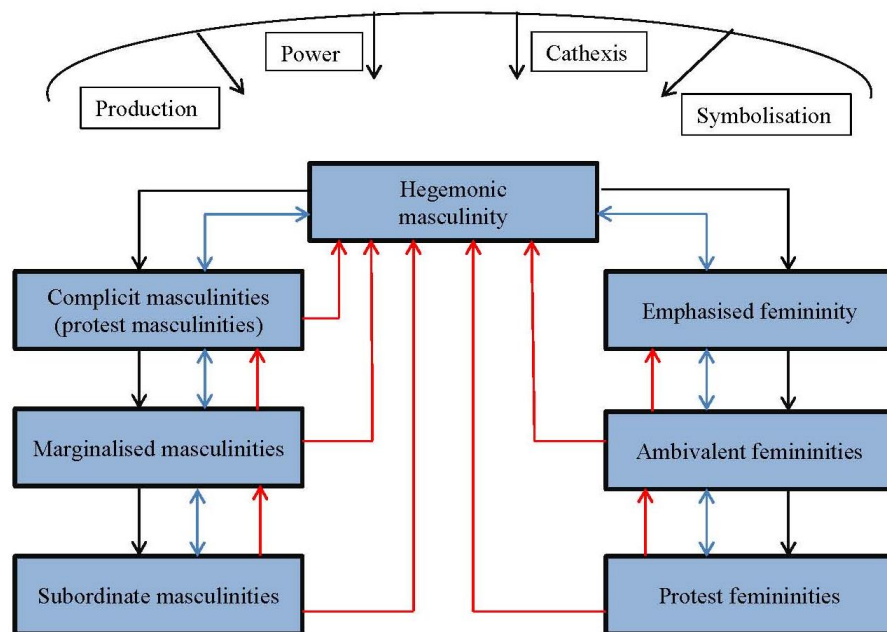 Power
Cathexis
Production
Symbolisation
Hegemonic
masculinity
Complicit masculinities
(protest masculinities)
Emphasised femininity
Marginalised masculinities
Ambivalent femininities
Subordinate masculinities
Protest femininities